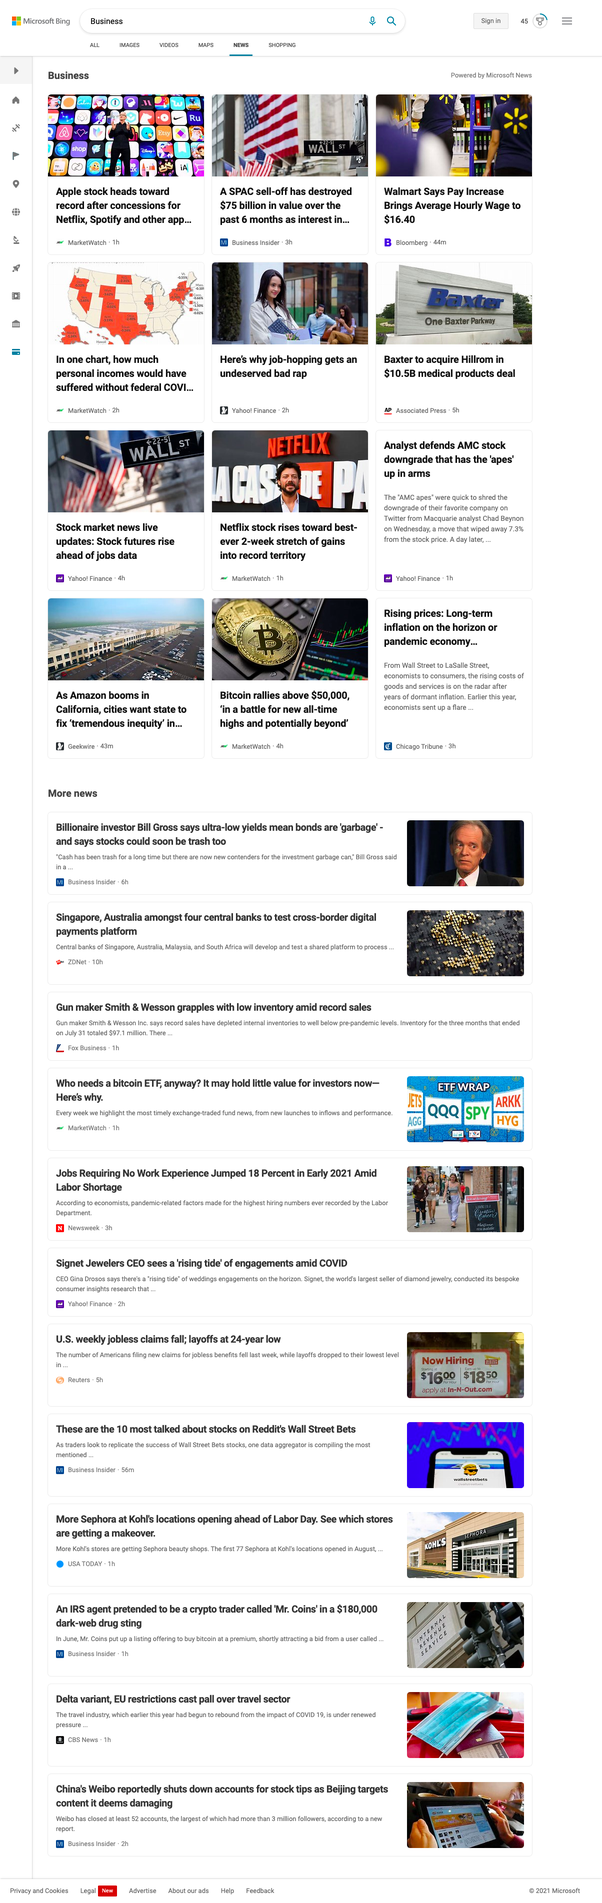 Microsoft Bing
Business
Sign in
45
ALL IMAGES VIDEOS MAPS NEWS SHOPPING
Business
Powered by Microsoft News
Apple stock heads toward
record after concessions for
Netflix, Spotify and other app...
MarketWatch · 1h
WALL ST
A SPAC sell-off has destroyed
$75 billion in value over the
past 6 months as interest in...
Business Insider · 3h
Walmart Says Pay Increase
Brings Average Hourly Wage to
$16.40
Bloomberg · 44m
In one chart, how much
personal incomes would have
suffered without federal COVI...
MarketWatch · 2h
Here's why job-hopping gets an
undeserved bad rap
Yahoo! Finance · 2h
Baxter
One Baxter Parkway
Baxter to acquire Hillrom in
$10.5B medical products deal
AP Associated Press · 5h
WALL ST
Stock market news live
updates: Stock futures rise
ahead of jobs data
Yahoo! Finance · 4h
NETFLIX
LA CASA DE PA
Netflix stock rises toward best-
ever 2-week stretch of gains
into record territory
MarketWatch · 1h
Analyst defends AMC stock
downgrade that has the 'apes'
up in arms
The "AMC apes" were quick to shred the
downgrade of their favorite company on
Twitter from Macquarie analyst Chad Beynon
on Wednesday, a move that wiped away 7.3%
from the stock price. A day later, ...
Yahoo! Finance · 1h
As Amazon booms in
California, cities want state to
fix 'tremendous inequity' in...
Geekwire · 43m
Bitcoin rallies above $50,000,
'in a battle for new all-time
highs and potentially beyond'
MarketWatch · 4h
Rising prices: Long-term
inflation on the horizon or
pandemic economy...
From Wall Street to LaSalle Street,
economists to consumers, the rising costs of
goods and services is on the radar after
years of dormant inflation. Earlier this year,
economists sent up a flare ...
Chicago Tribune · 3h
More news
Billionaire investor Bill Gross says ultra-low yields mean bonds are 'garbage' -
and says stocks could soon be trash too
"Cash has been trash for a long time but there are now new contenders for the investment garbage can," Bill Gross said
in a ...
Business Insider · 6h
Singapore, Australia amongst four central banks to test cross-border digital
payments platform
Central banks of Singapore, Australia, Malaysia, and South Africa will develop and test a shared platform to process ...
ZDNet · 10h
Gun maker Smith & Wesson grapples with low inventory amid record sales
Gun maker Smith & Wesson Inc. says record sales have depleted internal inventories to well below pre-pandemic levels. Inventory for the three months that ended
on July 31 totaled $97.1 million. There ...
Fox Business · 1h
Who needs a bitcoin ETF, anyway? It may hold little value for investors now—
Here's why.
Every week we highlight the most timely exchange-traded fund news, from new launches to inflows and performance.
MarketWatch · 1h
ETF WRAP
JETS QQQ SPY ARKK
AGG HYG
Jobs Requiring No Work Experience Jumped 18 Percent in Early 2021 Amid
Labor Shortage
According to economists, pandemic-related factors made for the highest hiring numbers ever recorded by the Labor
Department.
N Newsweek · 3h
Signet Jewelers CEO sees a 'rising tide' of engagements amid COVID
CEO Gina Drosos says there's a "rising tide" of weddings engagements on the horizon. Signet, the world's largest seller of diamond jewelry, conducted its bespoke
consumer insights research that ...
Yahoo! Finance · 2h
U.S. weekly jobless claims fall; layoffs at 24-year low
The number of Americans filing new claims for jobless benefits fell last week, while layoffs dropped to their lowest level
in ...
Reuters · 5h
Now Hiring
$16.00 $18.50
apply at In-N-Out.com
These are the 10 most talked about stocks on Reddit's Wall Street Bets
As traders look to replicate the success of Wall Street Bets stocks, one data aggregator is compiling the most
mentioned ...
Business Insider · 56m
wallstreetbets
More Sephora at Kohl's locations opening ahead of Labor Day. See which stores
are getting a makeover.
More Kohl's stores are getting Sephora beauty shops. The first 77 Sephora at Kohl's locations opened in August, ...
USA TODAY · 1h
KOHL'S
SEPHORA
An IRS agent pretended to be a crypto trader called 'Mr. Coins' in a $180,000
dark-web drug sting
In June, Mr. Coins put up a listing offering to buy bitcoin at a premium, shortly attracting a bid from a user called ...
Business Insider · 1h
INTERNAL
REVENUE
SERVICE
Delta variant, EU restrictions cast pall over travel sector
The travel industry, which earlier this year had begun to rebound from the impact of COVID 19, is under renewed
pressure ...
CBS News · 1h
China's Weibo reportedly shuts down accounts for stock tips as Beijing targets
content it deems damaging
Weibo has closed at least 52 accounts, the largest of which had more than 3 million followers, according to a new
report.
Business Insider · 2h
Privacy and Cookies Legal New Advertise About our ads Help Feedback © 2021 Microsoft